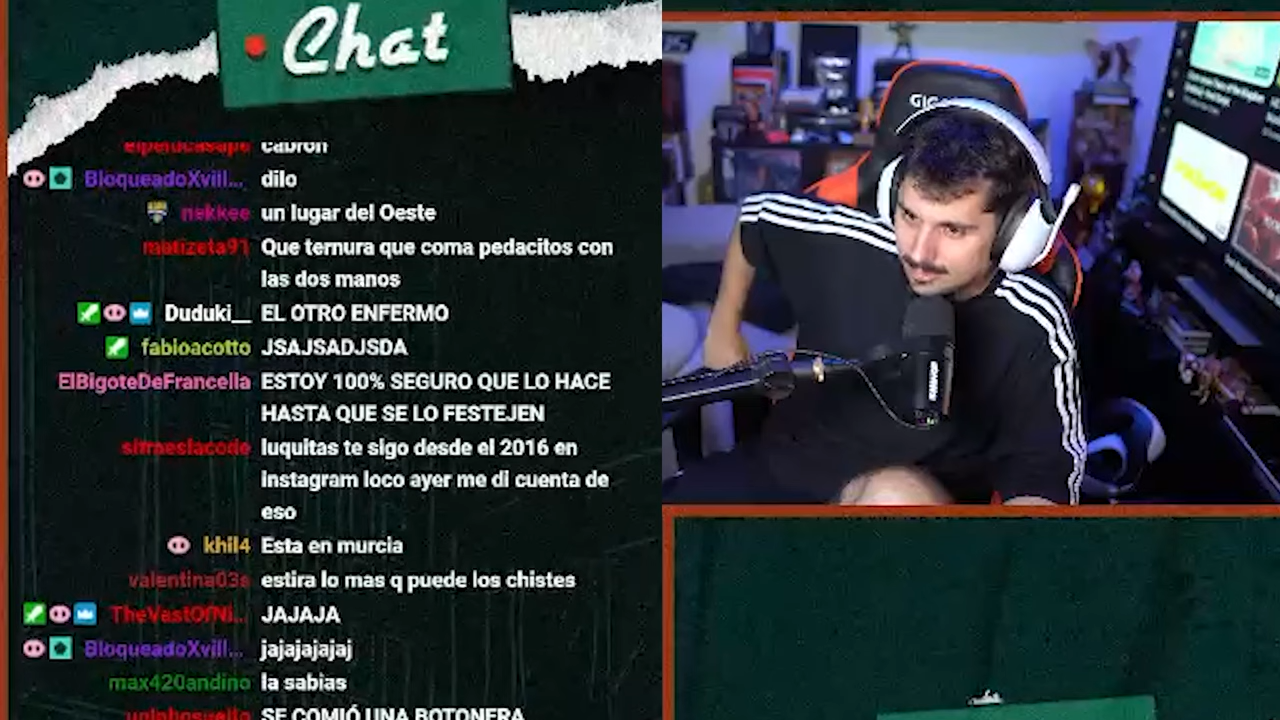 Chat
cabron
BloqueadoXvill... dilo
nekkee un lugar del Oeste
matizeta91 Que ternura que coma pedacitos con
las dos manos
Duduki__ EL OTRO ENFERMO
fabioacotto JSAJSADJSDA
ElBigoteDeFrancella ESTOY 100% SEGURO QUE LO HACE
HASTA QUE SE LO FESTEJEN
sifraeslacode luquitas te sigo desde el 2016 en
instagram loco ayer me di cuenta de
eso
khil4 Esta en murcia
valentina03s estira lo mas q puede los chistes
TheVastOfNi... JAJAJA
BloqueadoXvill... jajajajajaj
max420andino la sabias
SE COMIÓ UNA BOTONERA